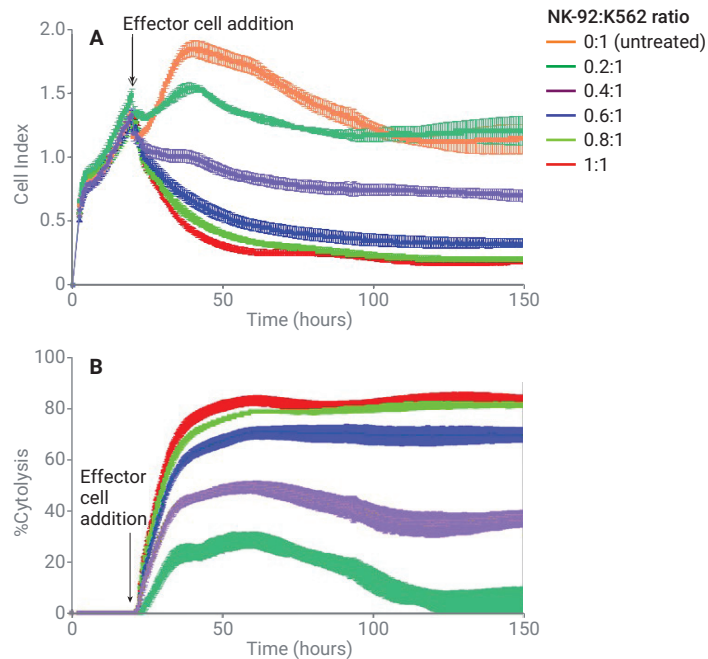 A
Effector cell addition
2.0
1.5
1.0
0.5
0
Cell Index
0
50
100
150
Time (hours)
NK-92:K562 ratio
0:1 (untreated)
0.2:1
0.4:1
0.6:1
0.8:1
1:1
B
100
80
60
40
20
0
%Cytolysis
Effector
cell
addition
0
50
100
150
Time (hours)